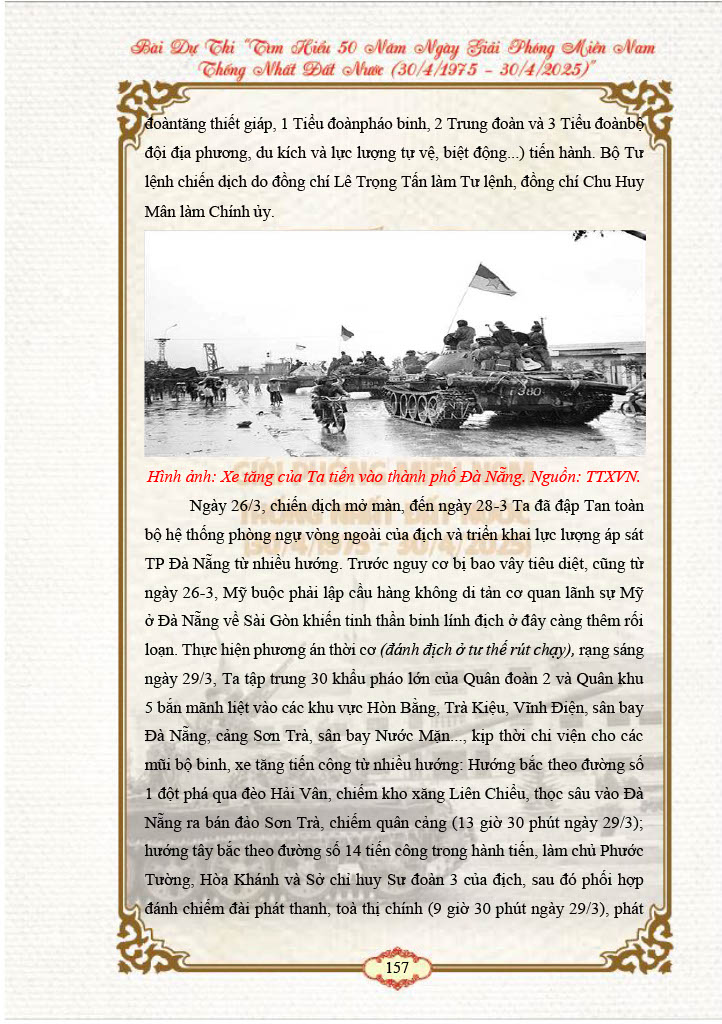 Bài Dự Thi "Tìm Hiểu 50 Năm Ngày Giải Phóng Miền Nam
Thống Nhất Đất Nước (30/4/1975 – 30/4/2025)"
đoàntăng thiết giáp, 1 Tiểu đoànpháo binh, 2 Trung đoàn và 3 Tiểu đoànbộ
đội địa phương, du kích và lực lượng tự vệ, biệt động...) tiến hành. Bộ Tư
lệnh chiến dịch do đồng chí Lê Trọng Tấn làm Tư lệnh, đồng chí Chu Huy
Mân làm Chính ủy.
380
Hình ảnh: Xe tăng của Ta tiến vào thành phố Đà Nẵng. Nguồn: TTXVN.
GIẢI PHÓNG MIỀN NAM
THỐNG NHẤT ĐẤT NƯỚC
(30/4/1975 - 30/4/2025)
Ngày 26/3, chiến dịch mở màn, đến ngày 28-3 Ta đã đập Tan toàn
bộ hệ thống phòng ngự vòng ngoài của địch và triển khai lực lượng áp sát
TP Đà Nẵng từ nhiều hướng. Trước nguy cơ bị bao vây tiêu diệt, cũng từ
ngày 26-3, Mỹ buộc phải lập cầu hàng không di tản cơ quan lãnh sự Mỹ
ở Đà Nẵng về Sài Gòn khiến tinh thần binh lính địch ở đây càng thêm rối
loạn. Thực hiện phương án thời cơ (đánh địch ở tư thế rút chạy), rạng sáng
ngày 29/3, Ta tập trung 30 khẩu pháo lớn của Quân đoàn 2 và Quân khu
5 bắn mãnh liệt vào các khu vực Hòn Bằng, Trà Kiệu, Vĩnh Điện, sân bay
Đà Nẵng, cảng Sơn Trà, sân bay Nước Mặn..., kịp thời chi viện cho các
mũi bộ binh, xe tăng tiến công từ nhiều hướng: Hướng bắc theo đường số
1 đột phá qua đèo Hải Vân, chiếm kho xăng Liên Chiểu, thọc sâu vào Đà
Nẵng ra bán đảo Sơn Trà, chiếm quân cảng (13 giờ 30 phút ngày 29/3);
hướng tây bắc theo đường số 14 tiến công trong hành tiến, làm chủ Phước
Tường, Hòa Khánh và Sở chỉ huy Sư đoàn 3 của địch, sau đó phối hợp
đánh chiếm đài phát thanh, toà thị chính (9 giờ 30 phút ngày 29/3), phát
157